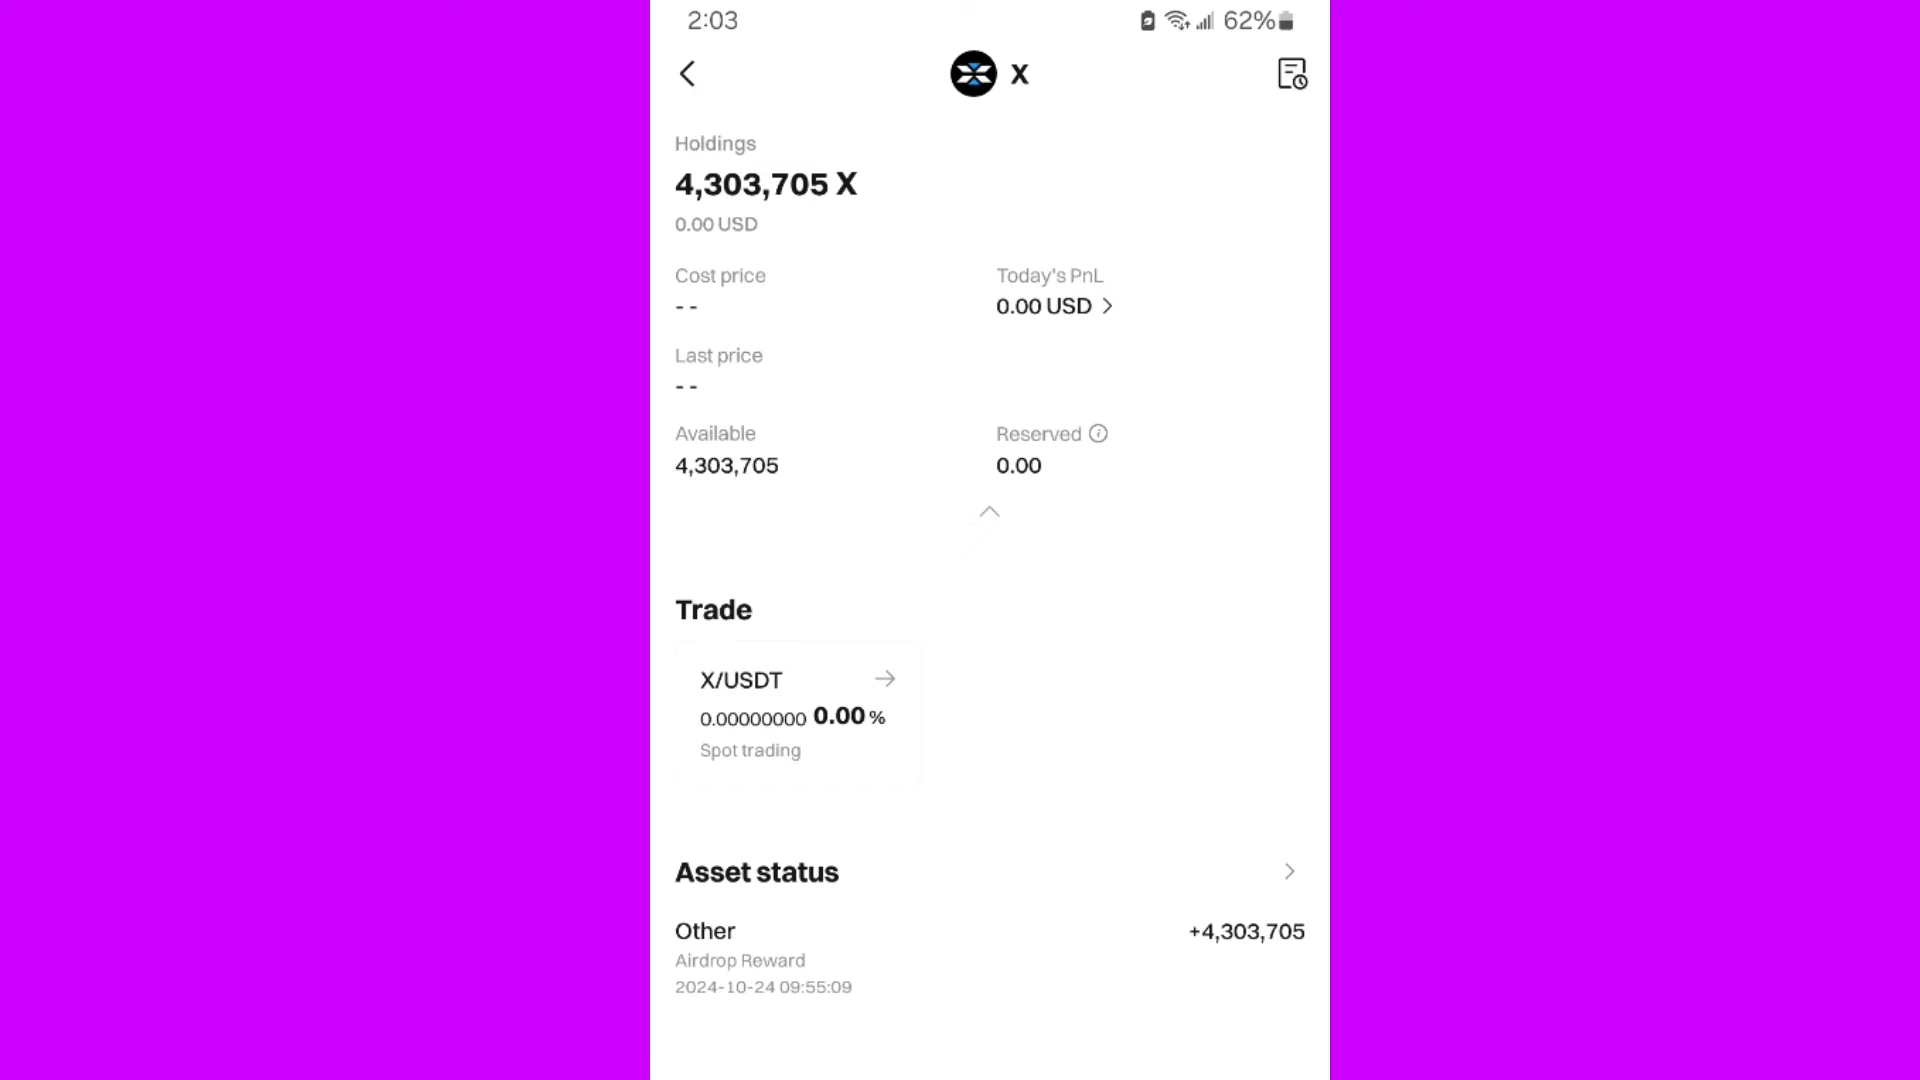 2:03 62%
X
Holdings
4,303,705 X
0.00 USD
Cost price Today's PnL
- - 0.00 USD
Last price
- -
Available Reserved
4,303,705 0.00
Trade
X/USDT
0.00000000 0.00 %
Spot trading
Asset status
Other +4,303,705
Airdrop Reward
2024-10-24 09:55:09